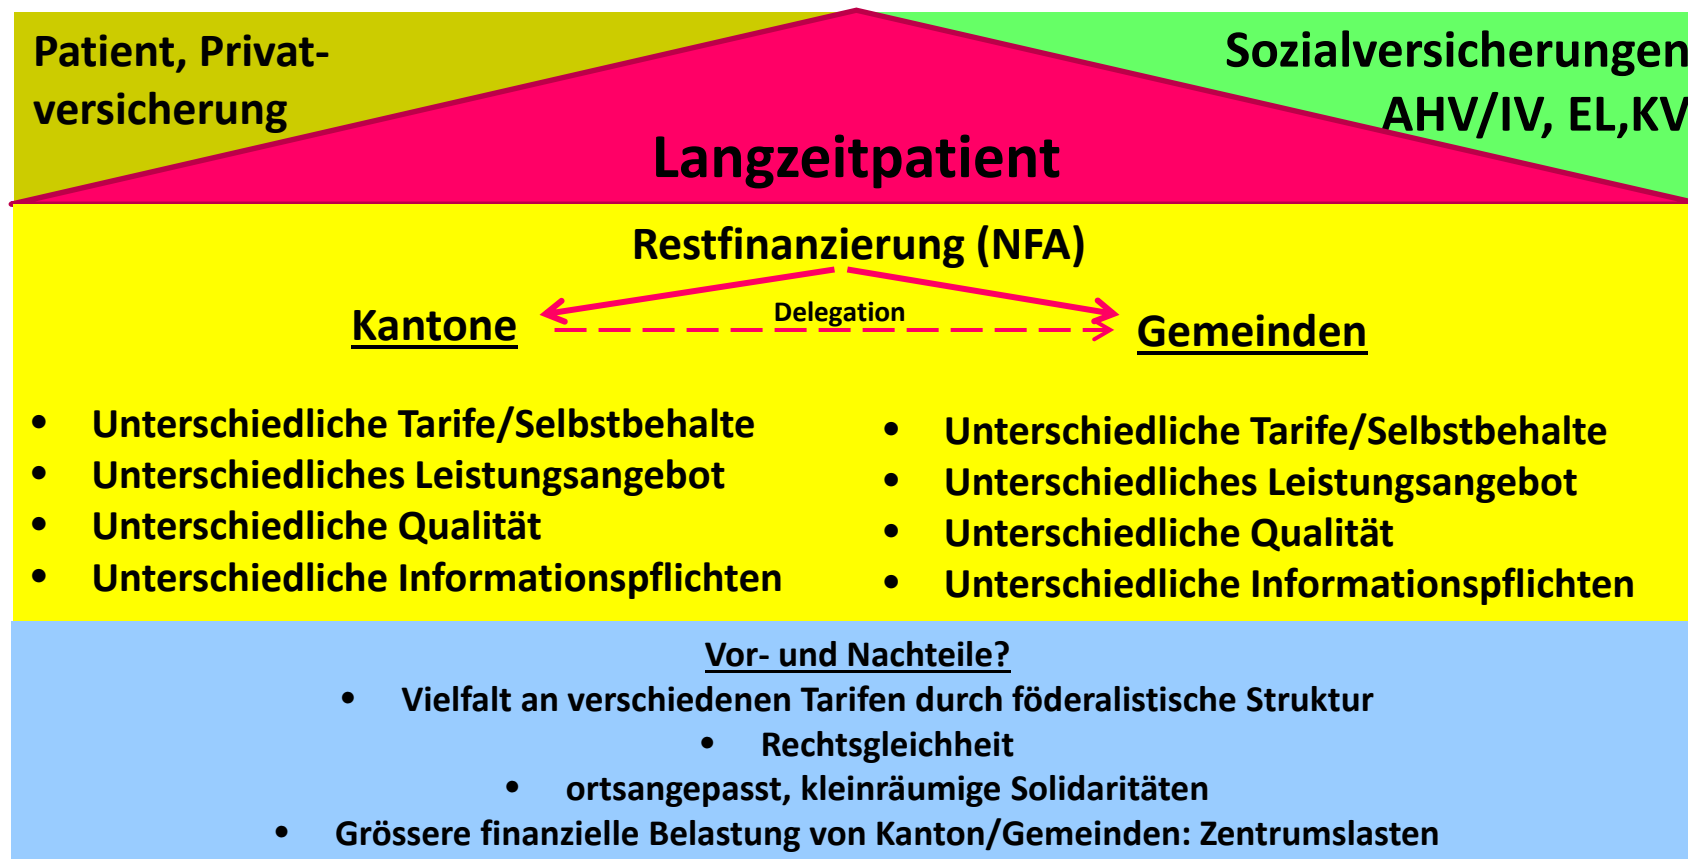 Patient, Privat-
versicherung
Sozialversicherungen
AHV/IV, EL,KV
Langzeitpatient
Restfinanzierung (NFA)
Delegation
Kantone
Gemeinden
• Unterschiedliche Tarife/Selbstbehalte
• Unterschiedliches Leistungsangebot
• Unterschiedliche Qualität
• Unterschiedliche Informationspflichten
• Unterschiedliche Tarife/Selbstbehalte
• Unterschiedliches Leistungsangebot
• Unterschiedliche Qualität
• Unterschiedliche Informationspflichten
Vor- und Nachteile?
• Vielfalt an verschiedenen Tarifen durch föderalistische Struktur
• Rechtsgleichheit
• ortsangepasst, kleinräumige Solidaritäten
• Grössere finanzielle Belastung von Kanton/Gemeinden: Zentrumslasten